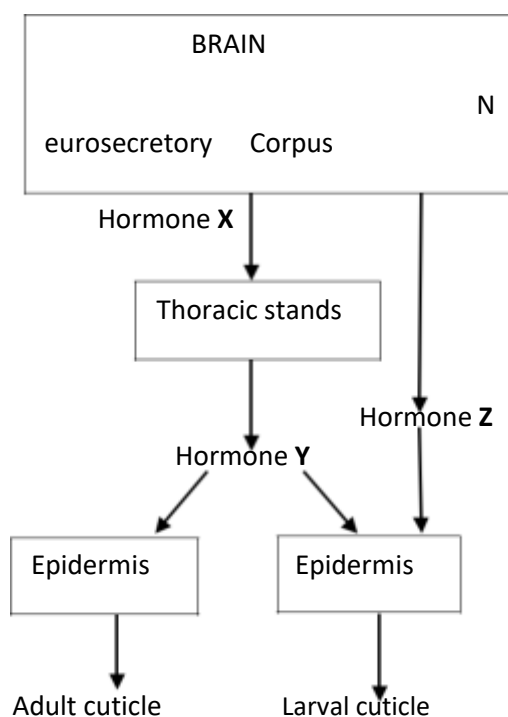 BRAIN
N
eurosecretory Corpus
Hormone X
Thoracic stands
Hormone Z
Hormone Y
Epidermis
Epidermis
Adult cuticle
Larval cuticle